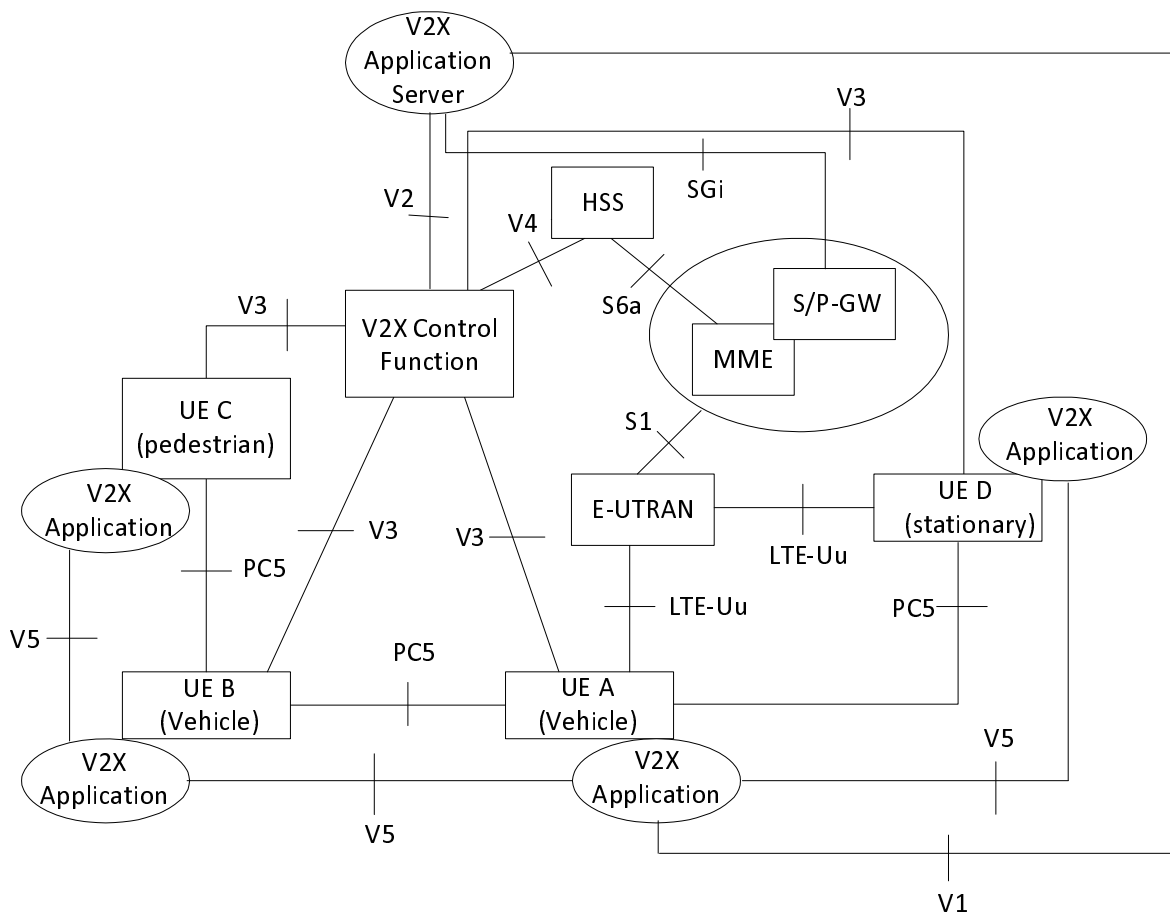 V2X
Application
Server
V3
SGi
V2
HSS
V4
S6a
S/P-GW
V3
V2X Control
Function
MME
UE C
(pedestrian)
S1
V2X
Application
V2X
Application
E-UTRAN
UE D
(stationary)
V3
V3
LTE-Uu
PC5
LTE-Uu
PC5
V5
PC5
UE B
(Vehicle)
UE A
(Vehicle)
V5
V2X
Application
V2X
Application
V5
V1